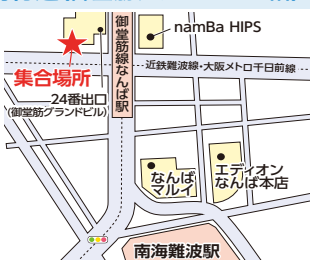 namBa HIPS
御堂筋線なんば駅
近鉄難波線・大阪メトロ千日前線
集合場所
24番出口
(御堂筋グランドビル)
なんば
マルイ
エディオン
なんば本店
南海難波駅